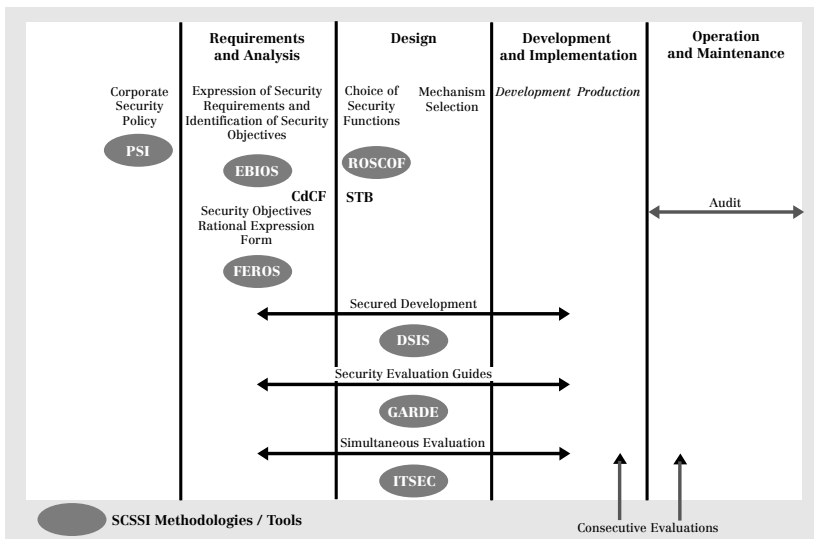 Requirements
and Analysis
Design
Development
and Implementation
Operation
and Maintenance
Corporate
Security
Policy
PSI
Expression of Security
Requirements and
Identification of Security
Objectives
EBIOS
Choice of
Security
Functions
ROSCOF
Mechanism
Selection
Development Production
CdCF
STB
Security Objectives
Rational Expression
Form
FEROS
Audit
Secured Development
DSIS
Security Evaluation Guides
GARDE
Simultaneous Evaluation
ITSEC
SCSSI Methodologies / Tools
Consecutive Evaluations